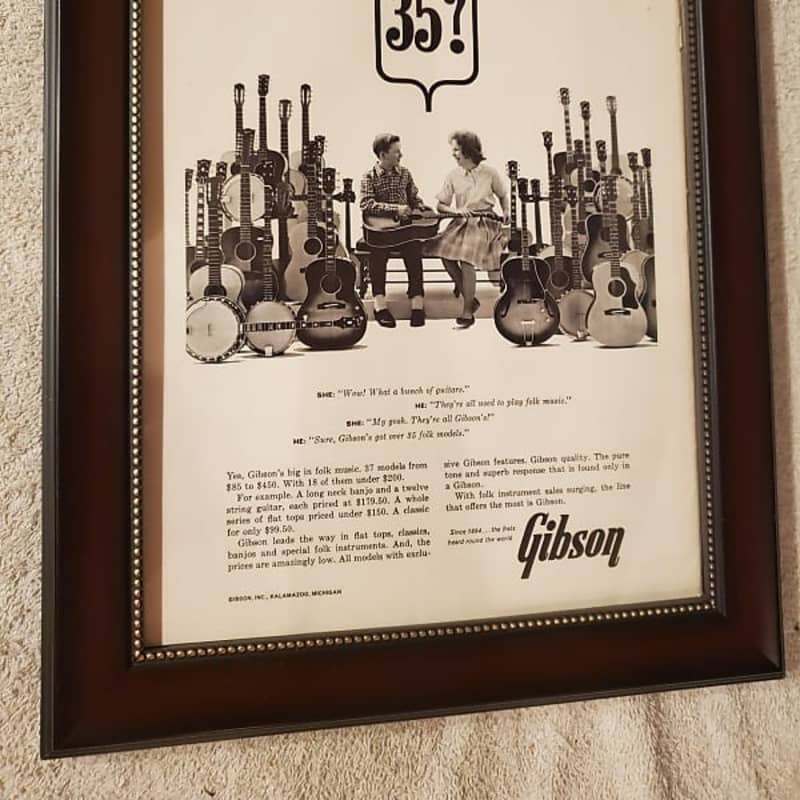 35?
SHE: "Wow! What a bunch of guitars."
HE: "They're all used to play folk music."
SHE: "My gosh. They're all Gibson's!"
HE: "Sure, Gibson's got over 35 folk models."
Yes, Gibson's big in folk music. 37 models from
$85 to $450. With 18 of them under $200.
For example. A long neck banjo and a twelve
string guitar, each priced at $179.50. A whole
series of flat tops priced under $150. A classic
for only $99.50.
Gibson leads the way in flat tops, classics,
banjos and special folk instruments. And, the
prices are amazingly low. All models with exclu-
sive Gibson features. Gibson quality. The pure
tone and superb response that is found only in
a Gibson.
With folk instrument sales surging, the line
that offers the most is Gibson.
Since 1894... the frets
heard round the world
Gibson
GIBSON, INC., KALAMAZOO, MICHIGAN